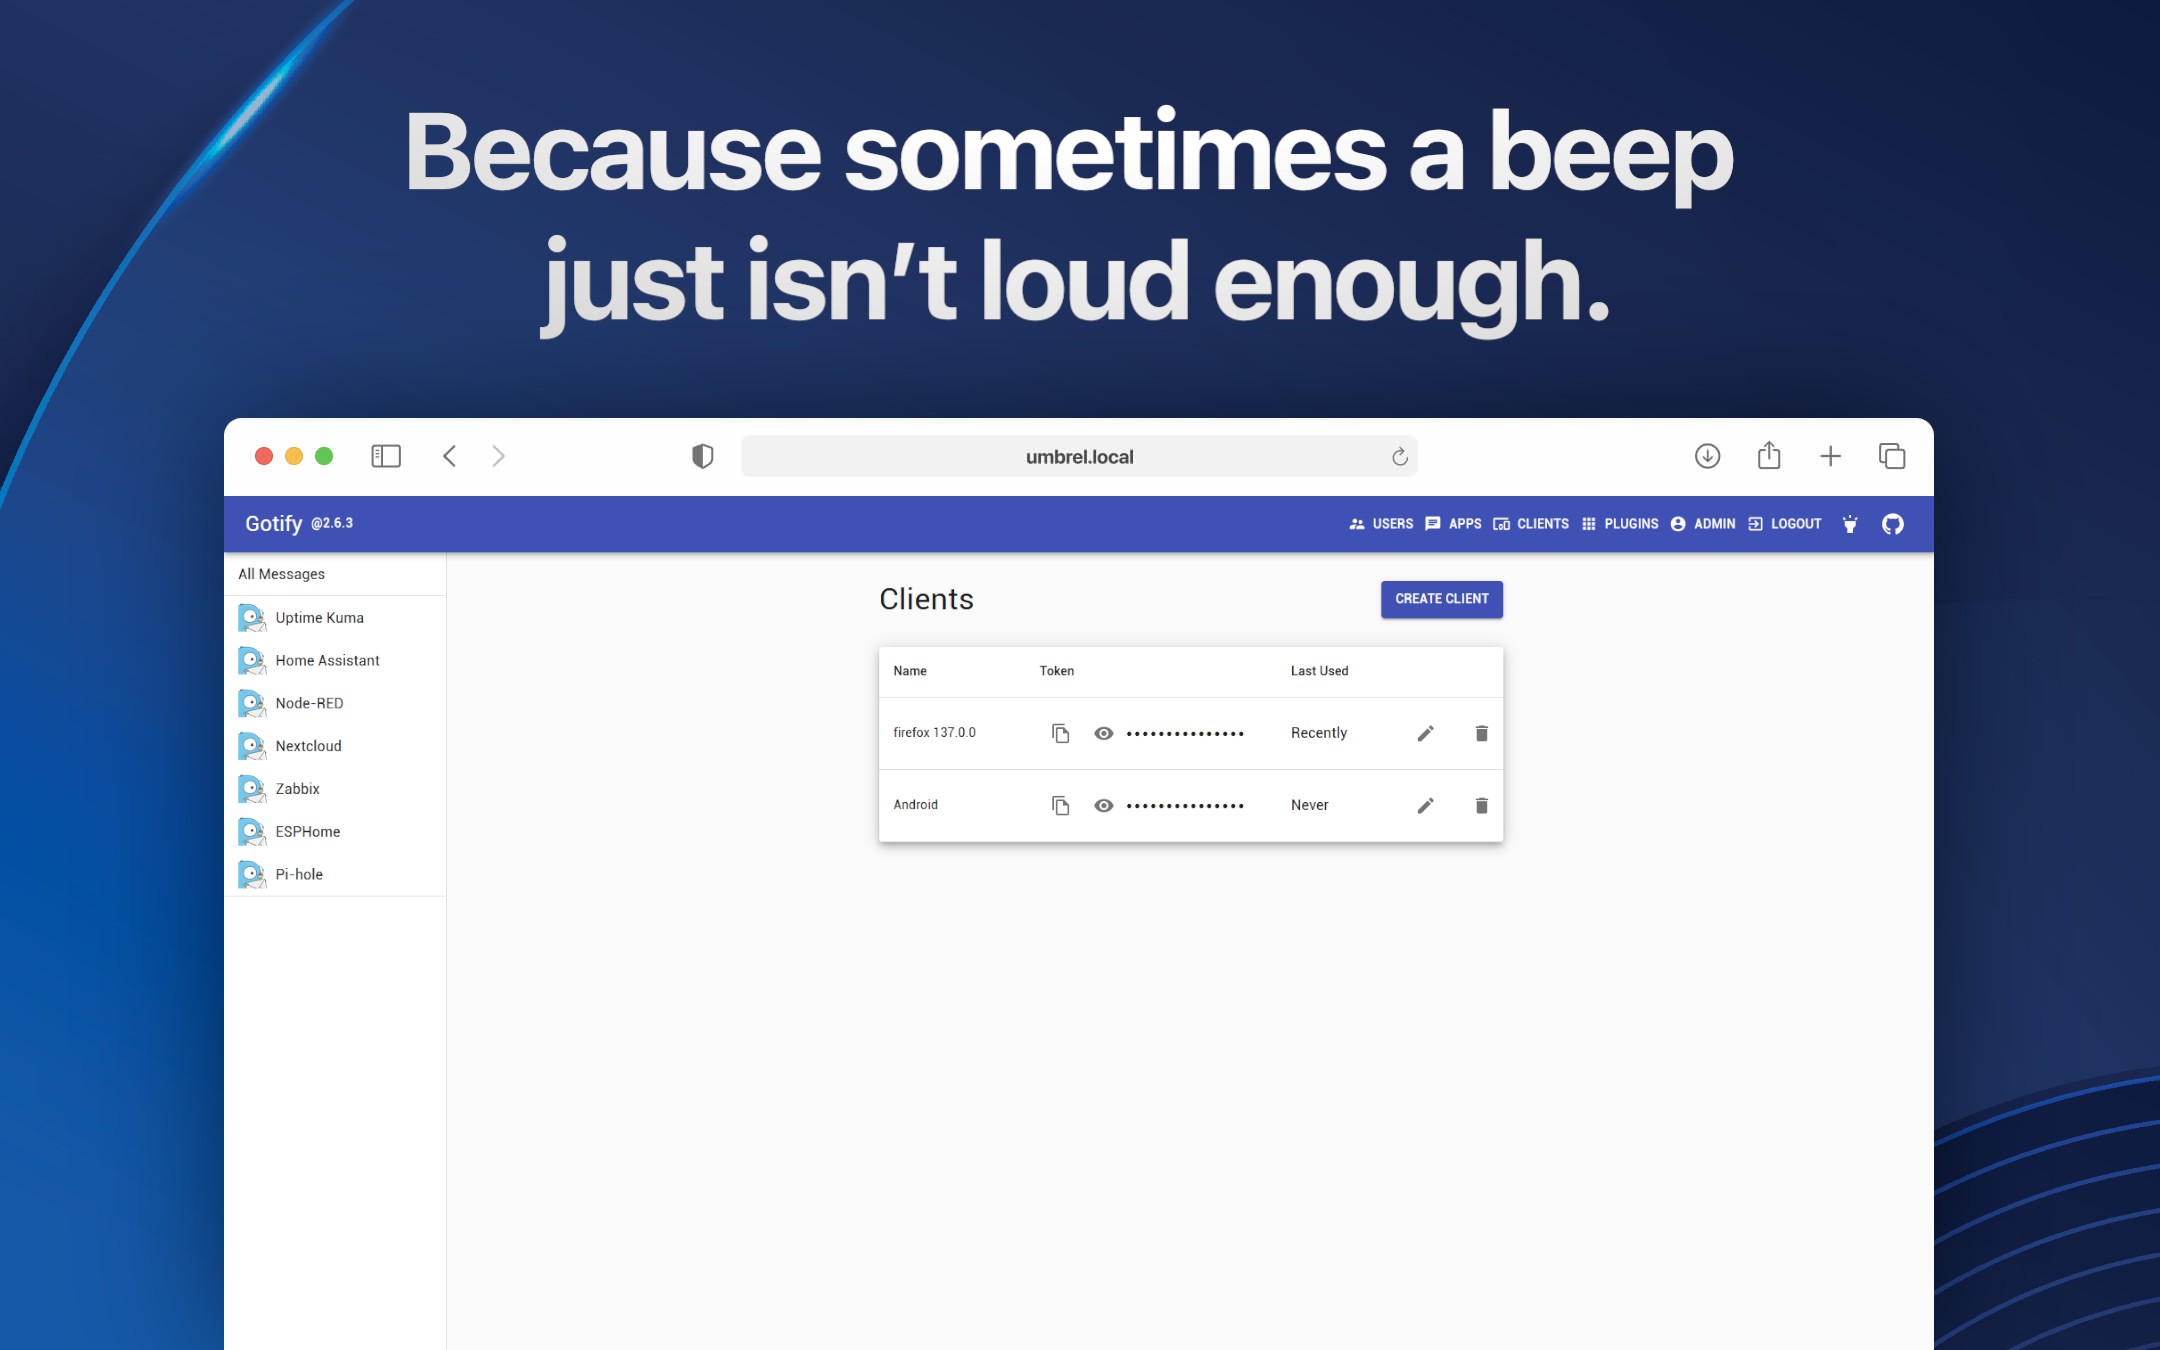 Because sometimes a beep
just isn’t loud enough.
umbrel.local
Gotify @2.6.3
USERS APPS CLIENTS PLUGINS ADMIN LOGOUT
All Messages
Uptime Kuma
Home Assistant
Node-RED
Nextcloud
Zabbix
ESPHome
Pi-hole
Clients
CREATE CLIENT
Name Token Last Used
firefox 137.0.0 ••••••••••••••• Recently
Android ••••••••••••••• Never